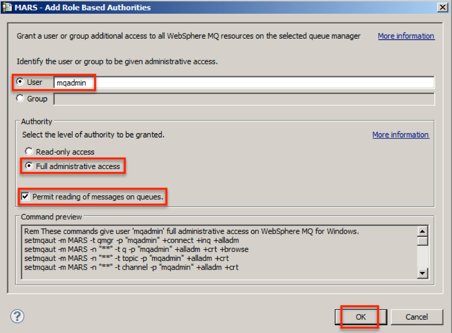 MARS - Add Role Based Authorities
Grant a user or group additional access to all WebSphere MQ resources on the selected queue manager
More information
Identify the user or group to be given administrative access.
User mqadmin
Group
Authority
Select the level of authority to be granted.
More information
Read-only access
Full administrative access
Permit reading of messages on queues.
Command preview
Rem These commands give user 'mqadmin' full administrative access on WebSphere MQ for Windows.
setmqaut -m MARS -t qmgr -p "mqadmin" +connect +inq +alladm
setmqaut -m MARS -n "**" -t q -p "mqadmin" +alladm +crt +browse
setmqaut -m MARS -n "**" -t topic -p "mqadmin" +alladm +crt
setmqaut -m MARS -n "**" -t channel -p "mqadmin" +alladm +crt
?
OK
Cancel